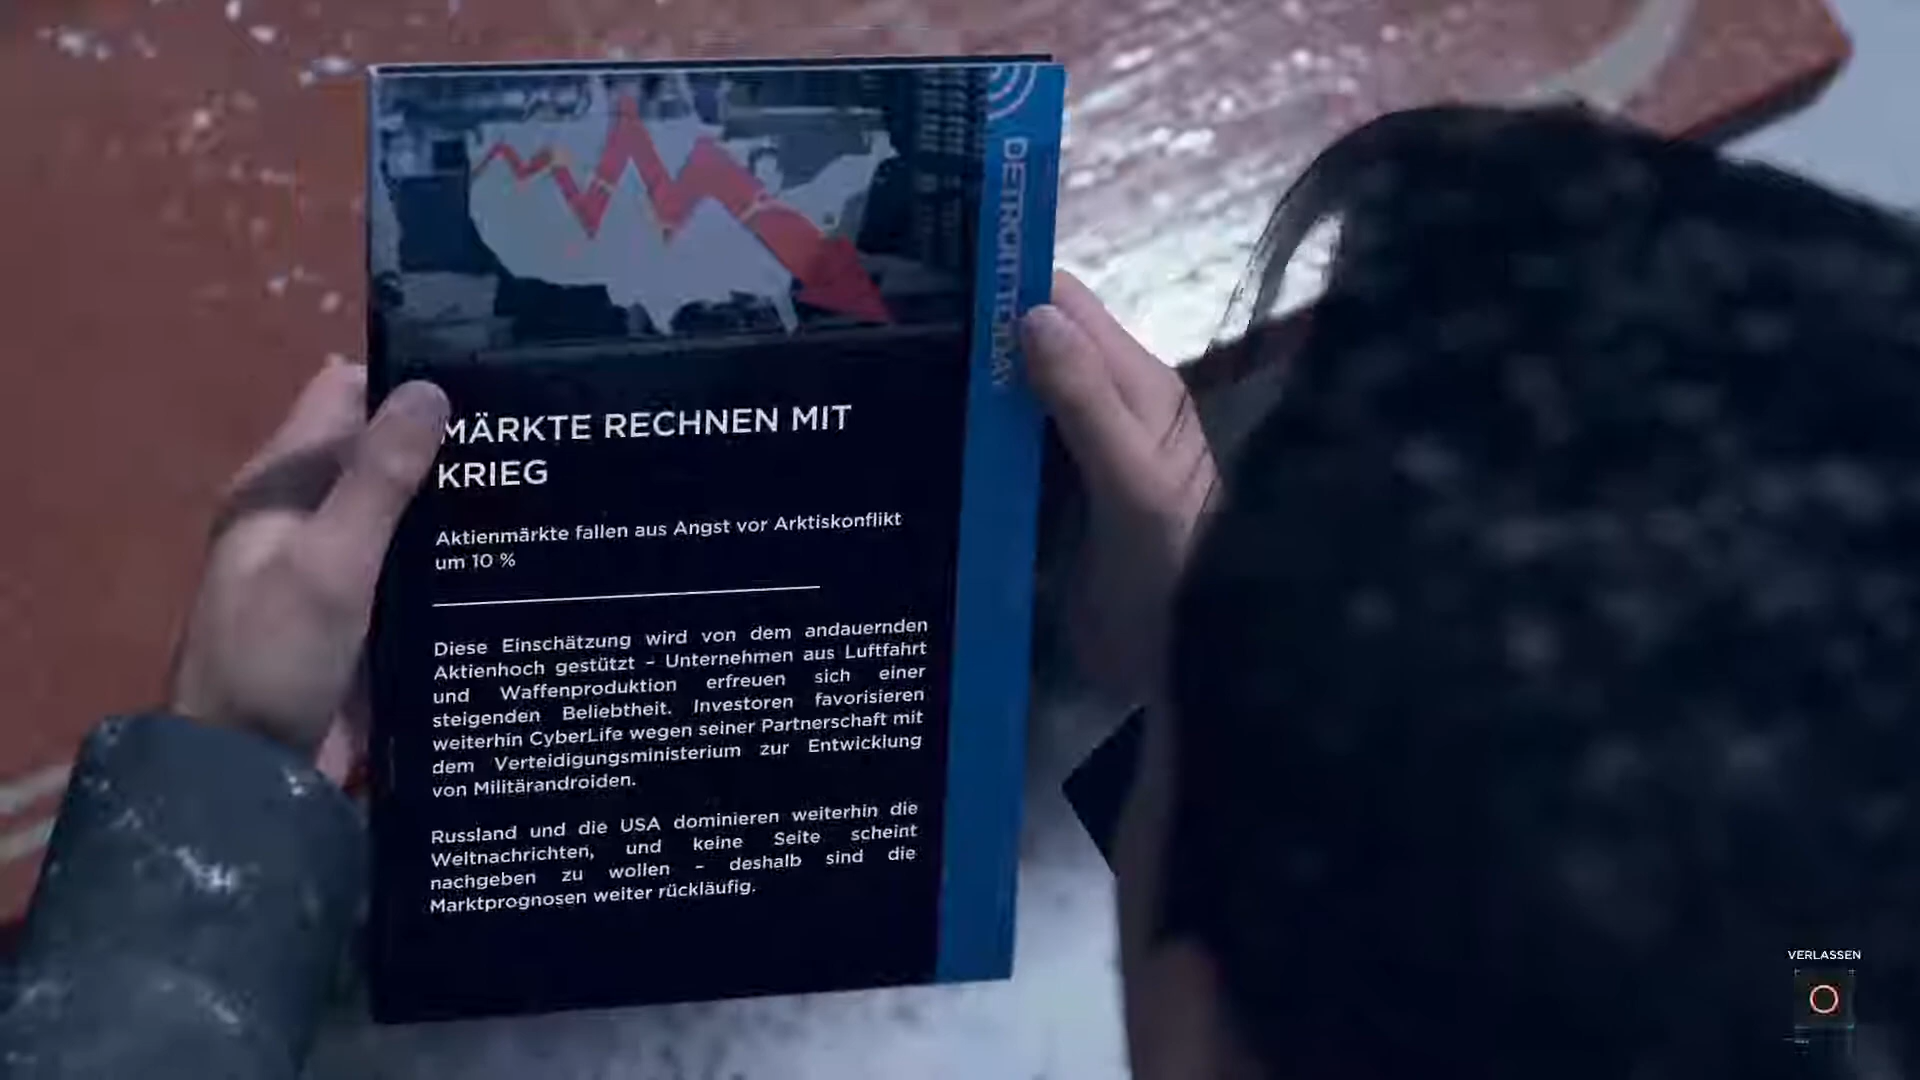 DETROIT TODAY
MÄRKTE RECHNEN MIT
KRIEG
Aktienmärkte fallen aus Angst vor Arktiskonflikt
um 10 %
Diese Einschätzung wird von dem andauernden
Aktienhoch gestützt – Unternehmen aus Luftfahrt
und Waffenproduktion erfreuen sich einer
steigenden Beliebtheit. Investoren favorisieren
weiterhin CyberLife wegen seiner Partnerschaft mit
dem Verteidigungsministerium zur Entwicklung
von Militärandroiden.
Russland und die USA dominieren weiterhin die
Weltnachrichten, und keine Seite scheint
nachgeben zu wollen – deshalb sind die
Marktprognosen weiter rückläufig.
VERLASSEN